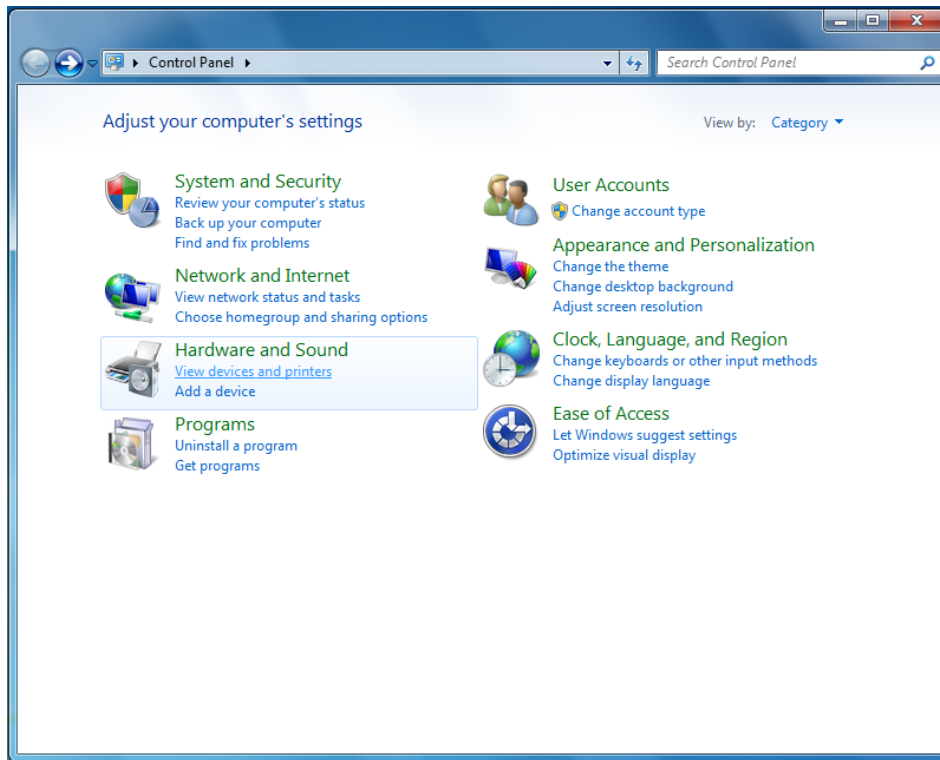 Control Panel
Search Control Panel
Adjust your computer's settings
View by: Category
System and Security
Review your computer's status
Back up your computer
Find and fix problems
Network and Internet
View network status and tasks
Choose homegroup and sharing options
Hardware and Sound
View devices and printers
Add a device
Programs
Uninstall a program
Get programs
User Accounts
Change account type
Appearance and Personalization
Change the theme
Change desktop background
Adjust screen resolution
Clock, Language, and Region
Change keyboards or other input methods
Change display language
Ease of Access
Let Windows suggest settings
Optimize visual display